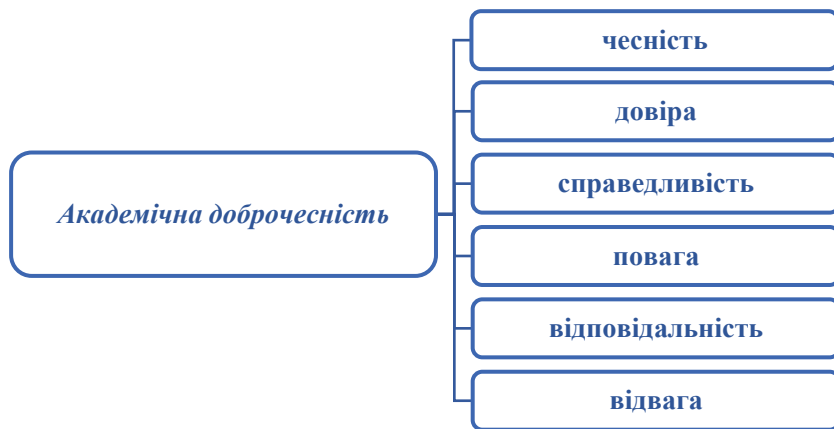 Академічна доброчесність
чесність
довіра
справедливість
повага
відповідальність
відвага